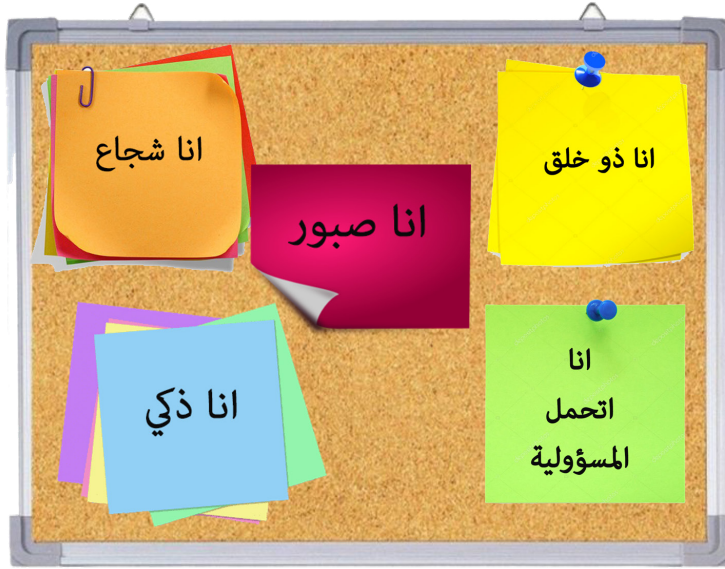 انا ذو خلق
انا شجاع
انا صبور
انا
اتحمل
المسؤولية
انا ذكي